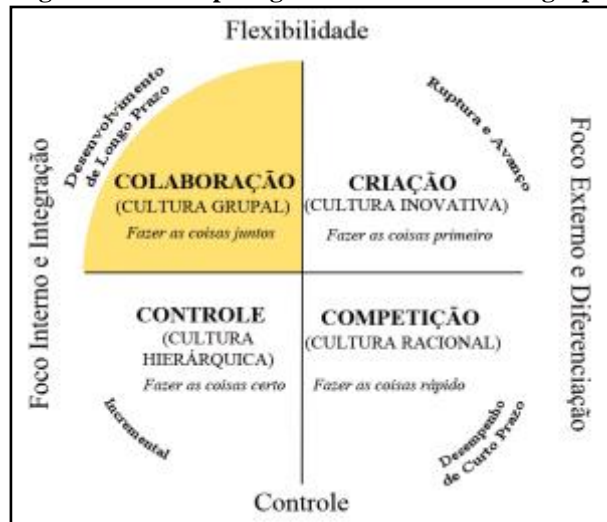 Flexibilidade
Desenvolvimento
de Longo Prazo
Ruptura e Avanço
Foco Interno e Integração
Foco Externo e Diferenciação
COLABORAÇÃO
(CULTURA GRUPAL)
Fazer as coisas juntos
CRIAÇÃO
(CULTURA INOVATIVA)
Fazer as coisas primeiro
CONTROLE
(CULTURA
HIERÁRQUICA)
Fazer as coisas certo
COMPETIÇÃO
(CULTURA RACIONAL)
Fazer as coisas rápido
Incremental
Desempenho
de Curto Prazo
Controle